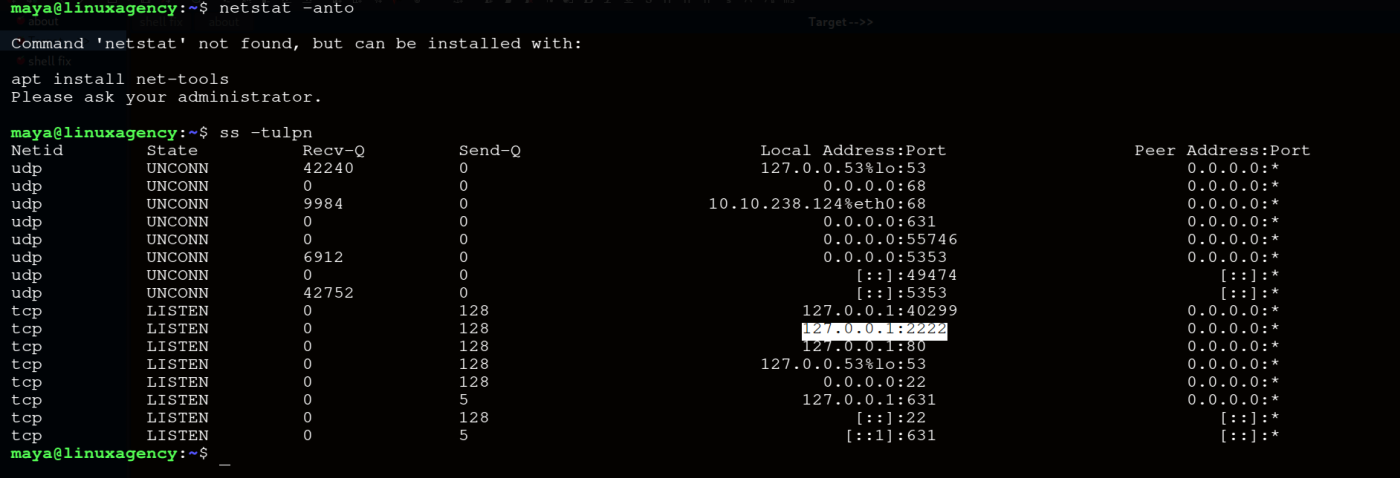 maya@linuxagency:~$ netstat -anto
about
shell fix
about
Target -->>
Command 'netstat' not found, but can be installed with:
shell fix
apt install net-tools
Please ask your administrator.
maya@linuxagency:~$ ss -tulpn
Netid State Recv-Q Send-Q Local Address:Port Peer Address:Port
udp UNCONN 42240 0 127.0.0.53%lo:53 0.0.0.0:*
udp UNCONN 0 0 0.0.0.0:68 0.0.0.0:*
udp UNCONN 9984 0 10.10.238.124%eth0:68 0.0.0.0:*
udp UNCONN 0 0 0.0.0.0:631 0.0.0.0:*
udp UNCONN 0 0 0.0.0.0:55746 0.0.0.0:*
udp UNCONN 6912 0 0.0.0.0:5353 0.0.0.0:*
udp UNCONN 0 0 [::]:49474 [::]:*
udp UNCONN 42752 0 [::]:5353 [::]:*
tcp LISTEN 0 128 127.0.0.1:40299 0.0.0.0:*
tcp LISTEN 0 128 127.0.0.1:2222 0.0.0.0:*
tcp LISTEN 0 128 127.0.0.1:80 0.0.0.0:*
tcp LISTEN 0 128 127.0.0.53%lo:53 0.0.0.0:*
tcp LISTEN 0 128 0.0.0.0:22 0.0.0.0:*
tcp LISTEN 0 5 127.0.0.1:631 0.0.0.0:*
tcp LISTEN 0 128 [::]:22 [::]:*
tcp LISTEN 0 5 [::1]:631 [::]:*
maya@linuxagency:~$ _